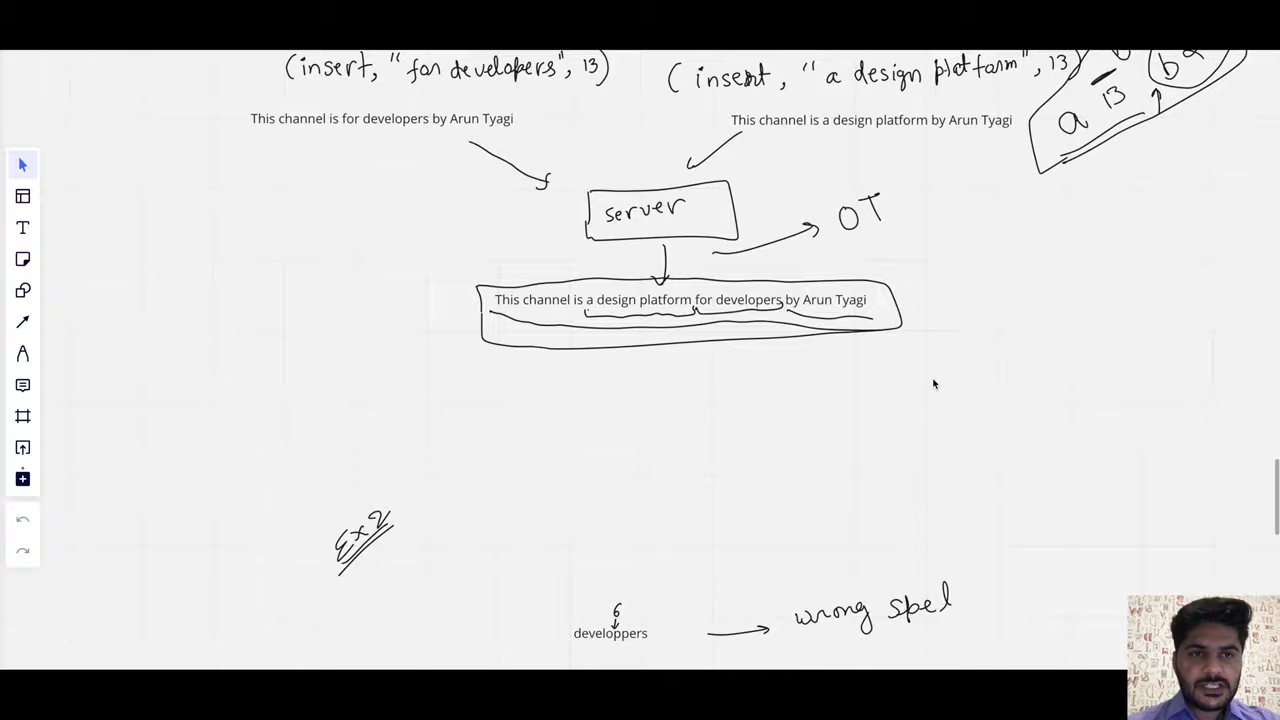 (insert, "for developers", 13)
(insert, "a design platform", 13)
a 13
b
This channel is for developers by Arun Tyagi
This channel is a design platform by Arun Tyagi
server
OT
This channel is a design platform for developers by Arun Tyagi
Ex 2
6
developpers
wrong spel